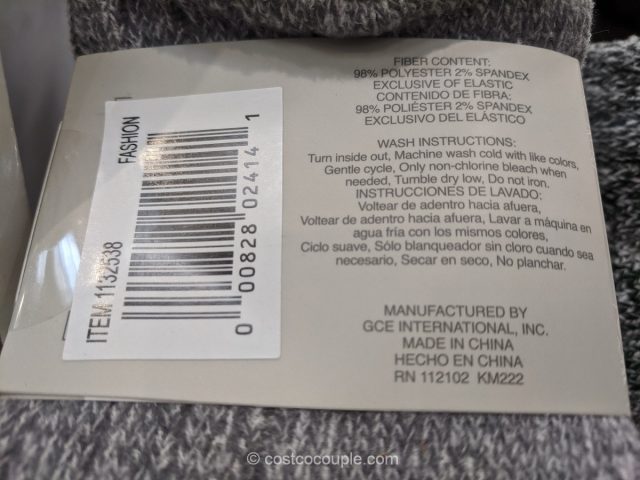 FIBER CONTENT:
98% POLYESTER 2% SPANDEX
EXCLUSIVE OF ELASTIC
CONTENIDO DE FIBRA:
98% POLIÉSTER 2% SPANDEX
EXCLUSIVO DEL ELÁSTICO
WASH INSTRUCTIONS:
Turn inside out, Machine wash cold with like colors,
Gentle cycle, Only non-chlorine bleach when
needed, Tumble dry low, Do not iron.
INSTRUCCIONES DE LAVADO:
Voltear de adentro hacia afuera,
Voltear de adentro hacia afuera, Lavar a máquina en
agua fría con los mismos colores,
Ciclo suave, Sólo blanqueador sin cloro cuando sea
necesario, Secar en seco, No planchar.
MANUFACTURED BY
GCE INTERNATIONAL, INC.
MADE IN CHINA
HECHO EN CHINA
RN 112102 KM222
ITEM 1132538
FASHION
0 00828 02414 1
© costcocouple.com